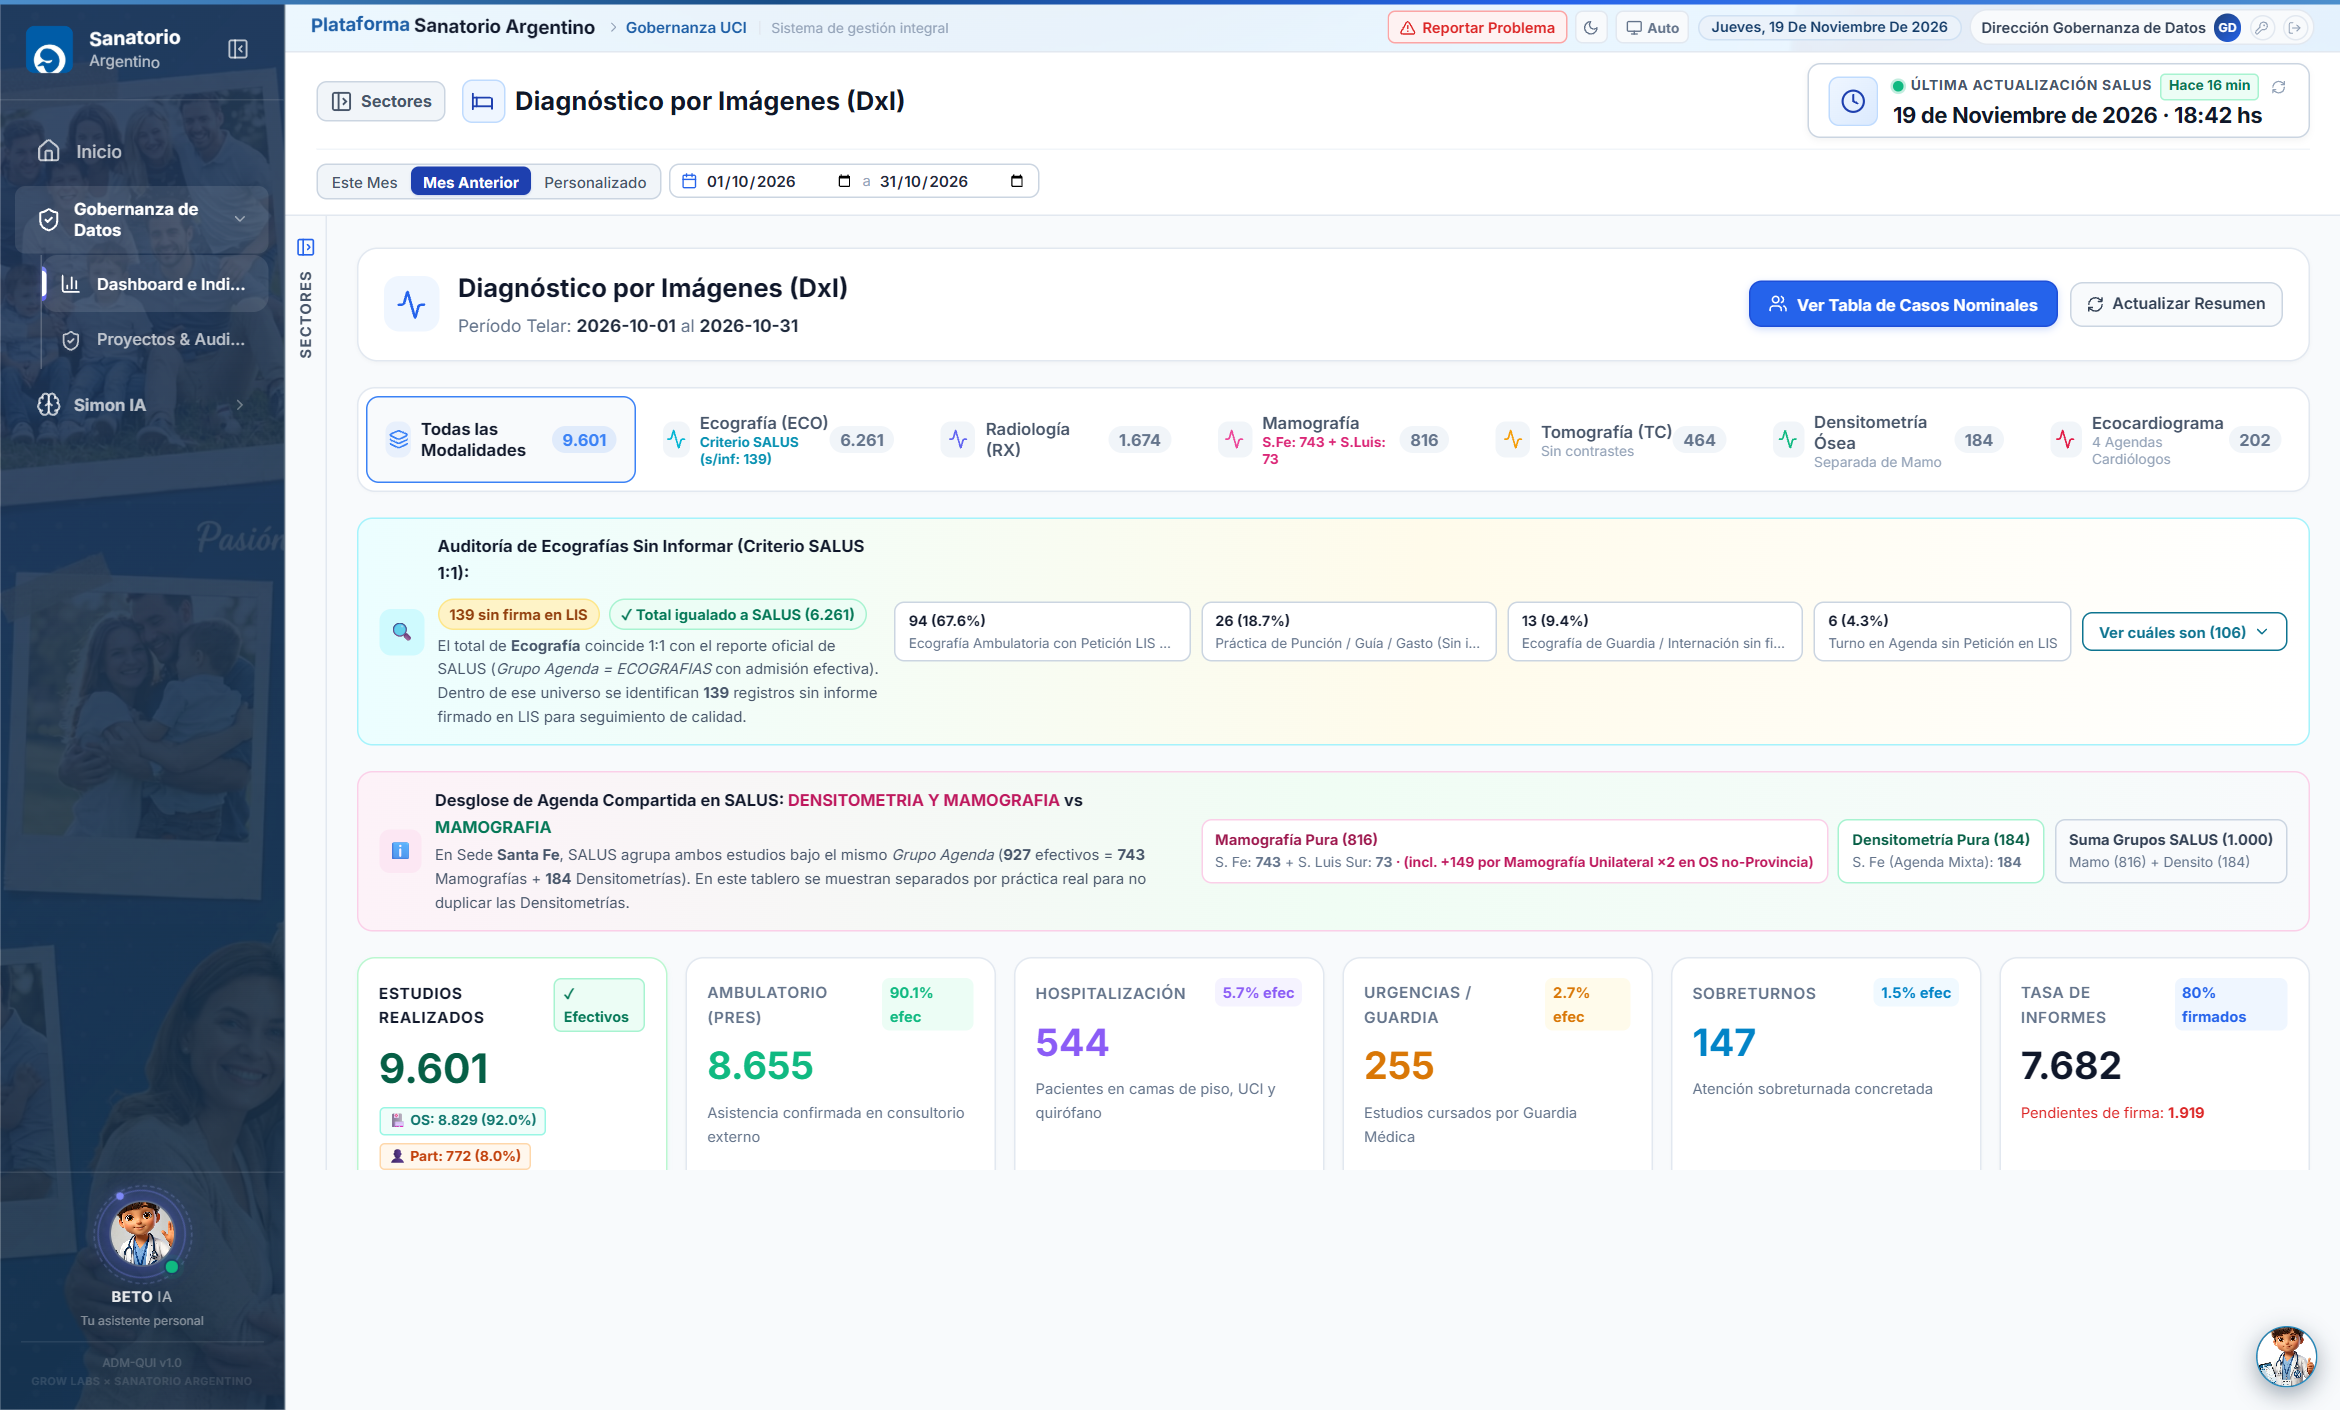 Sanatorio
Argentino
Inicio
Gobernanza de
Datos
Dashboard e Indi...
Proyectos & Audi...
Simon IA
Pasión
BETO IA
Tu asistente personal
ADM-QUI v1.0
GROW LABS × SANATORIO ARGENTINO
Plataforma Sanatorio Argentino > Gobernanza UCI Sistema de gestión integral
Reportar Problema
Auto
Jueves, 19 De Noviembre De 2026
Dirección Gobernanza de Datos GD
Sectores
Diagnóstico por Imágenes (DxI)
ÚLTIMA ACTUALIZACIÓN SALUS Hace 16 min
19 de Noviembre de 2026 · 18:42 hs
Este Mes Mes Anterior Personalizado
01/10/2026 a 31/10/2026
SECTORES
Diagnóstico por Imágenes (DxI)
Período Telar: 2026-10-01 al 2026-10-31
Ver Tabla de Casos Nominales
Actualizar Resumen
Todas las
Modalidades
9.601
Ecografía (ECO)
Criterio SALUS
(s/inf: 139)
6.261
Radiología
(RX)
1.674
Mamografía
S.Fe: 743 + S.Luis:
73
816
Tomografía (TC)
Sin contrastes
464
Densitometría
Ósea
Separada de Mamo
184
Ecocardiograma
4 Agendas
Cardiólogos
202
Auditoría de Ecografías Sin Informar (Criterio SALUS
1:1):
139 sin firma en LIS
✓ Total igualado a SALUS (6.261)
El total de Ecografía coincide 1:1 con el reporte oficial de
SALUS (Grupo Agenda = ECOGRAFIAS con admisión efectiva).
Dentro de ese universo se identifican 139 registros sin informe
firmado en LIS para seguimiento de calidad.
94 (67.6%)
Ecografía Ambulatoria con Petición LIS ...
26 (18.7%)
Práctica de Punción / Guía / Gasto (Sin i...
13 (9.4%)
Ecografía de Guardia / Internación sin fi...
6 (4.3%)
Turno en Agenda sin Petición en LIS
Ver cuáles son (106)
Desglose de Agenda Compartida en SALUS: DENSITOMETRIA Y MAMOGRAFIA vs
MAMOGRAFIA
En Sede Santa Fe, SALUS agrupa ambos estudios bajo el mismo Grupo Agenda (927 efectivos = 743
Mamografías + 184 Densitometrías). En este tablero se muestran separados por práctica real para no
duplicar las Densitometrías.
Mamografía Pura (816)
S. Fe: 743 + S. Luis Sur: 73 · (incl. +149 por Mamografía Unilateral ×2 en OS no-Provincia)
Densitometría Pura (184)
S. Fe (Agenda Mixta): 184
Suma Grupos SALUS (1.000)
Mamo (816) + Densito (184)
ESTUDIOS
REALIZADOS
✓
Efectivos
9.601
OS: 8.829 (92.0%)
Part: 772 (8.0%)
AMBULATORIO
(PRES)
90.1%
efec
8.655
Asistencia confirmada en consultorio
externo
HOSPITALIZACIÓN
5.7% efec
544
Pacientes en camas de piso, UCI y
quirófano
URGENCIAS /
GUARDIA
2.7%
efec
255
Estudios cursados por Guardia
Médica
SOBRETURNOS
1.5% efec
147
Atención sobreturnada concretada
TASA DE
INFORMES
80%
firmados
7.682
Pendientes de firma: 1.919